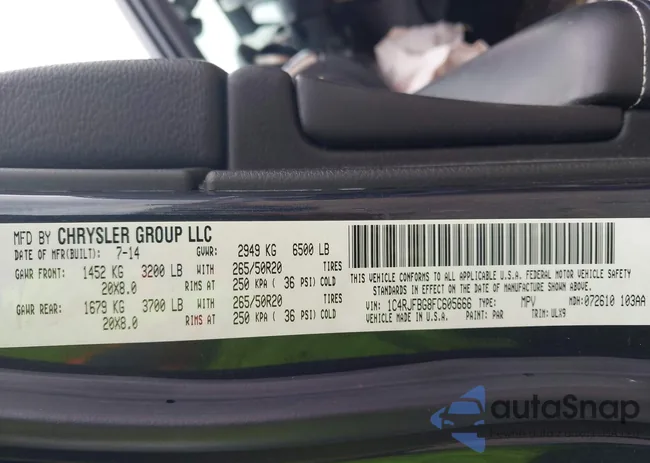 MFD BY CHRYSLER GROUP LLC
DATE OF MFR(BUILT): 7-14 GVWR: 2949 KG 6500 LB
GAWR FRONT: 1452 KG 3200 LB WITH 265/50R20 TIRES
20X8.0 RIMS AT 250 KPA ( 36 PSI) COLD
GAWR REAR: 1679 KG 3700 LB WITH 265/50R20 TIRES
20X8.0 RIMS AT 250 KPA ( 36 PSI) COLD
THIS VEHICLE CONFORMS TO ALL APPLICABLE U.S.A. FEDERAL MOTOR VEHICLE SAFETY
STANDARDS IN EFFECT ON THE DATE OF MANUFACTURE SHOWN ABOVE.
VIN: 1C4RJFBG8FC605666 TYPE: MPV MDH: 072610 103AA
MADE IN U.S.A. PAINT: PAR TRIM: ULX9
autaSnap